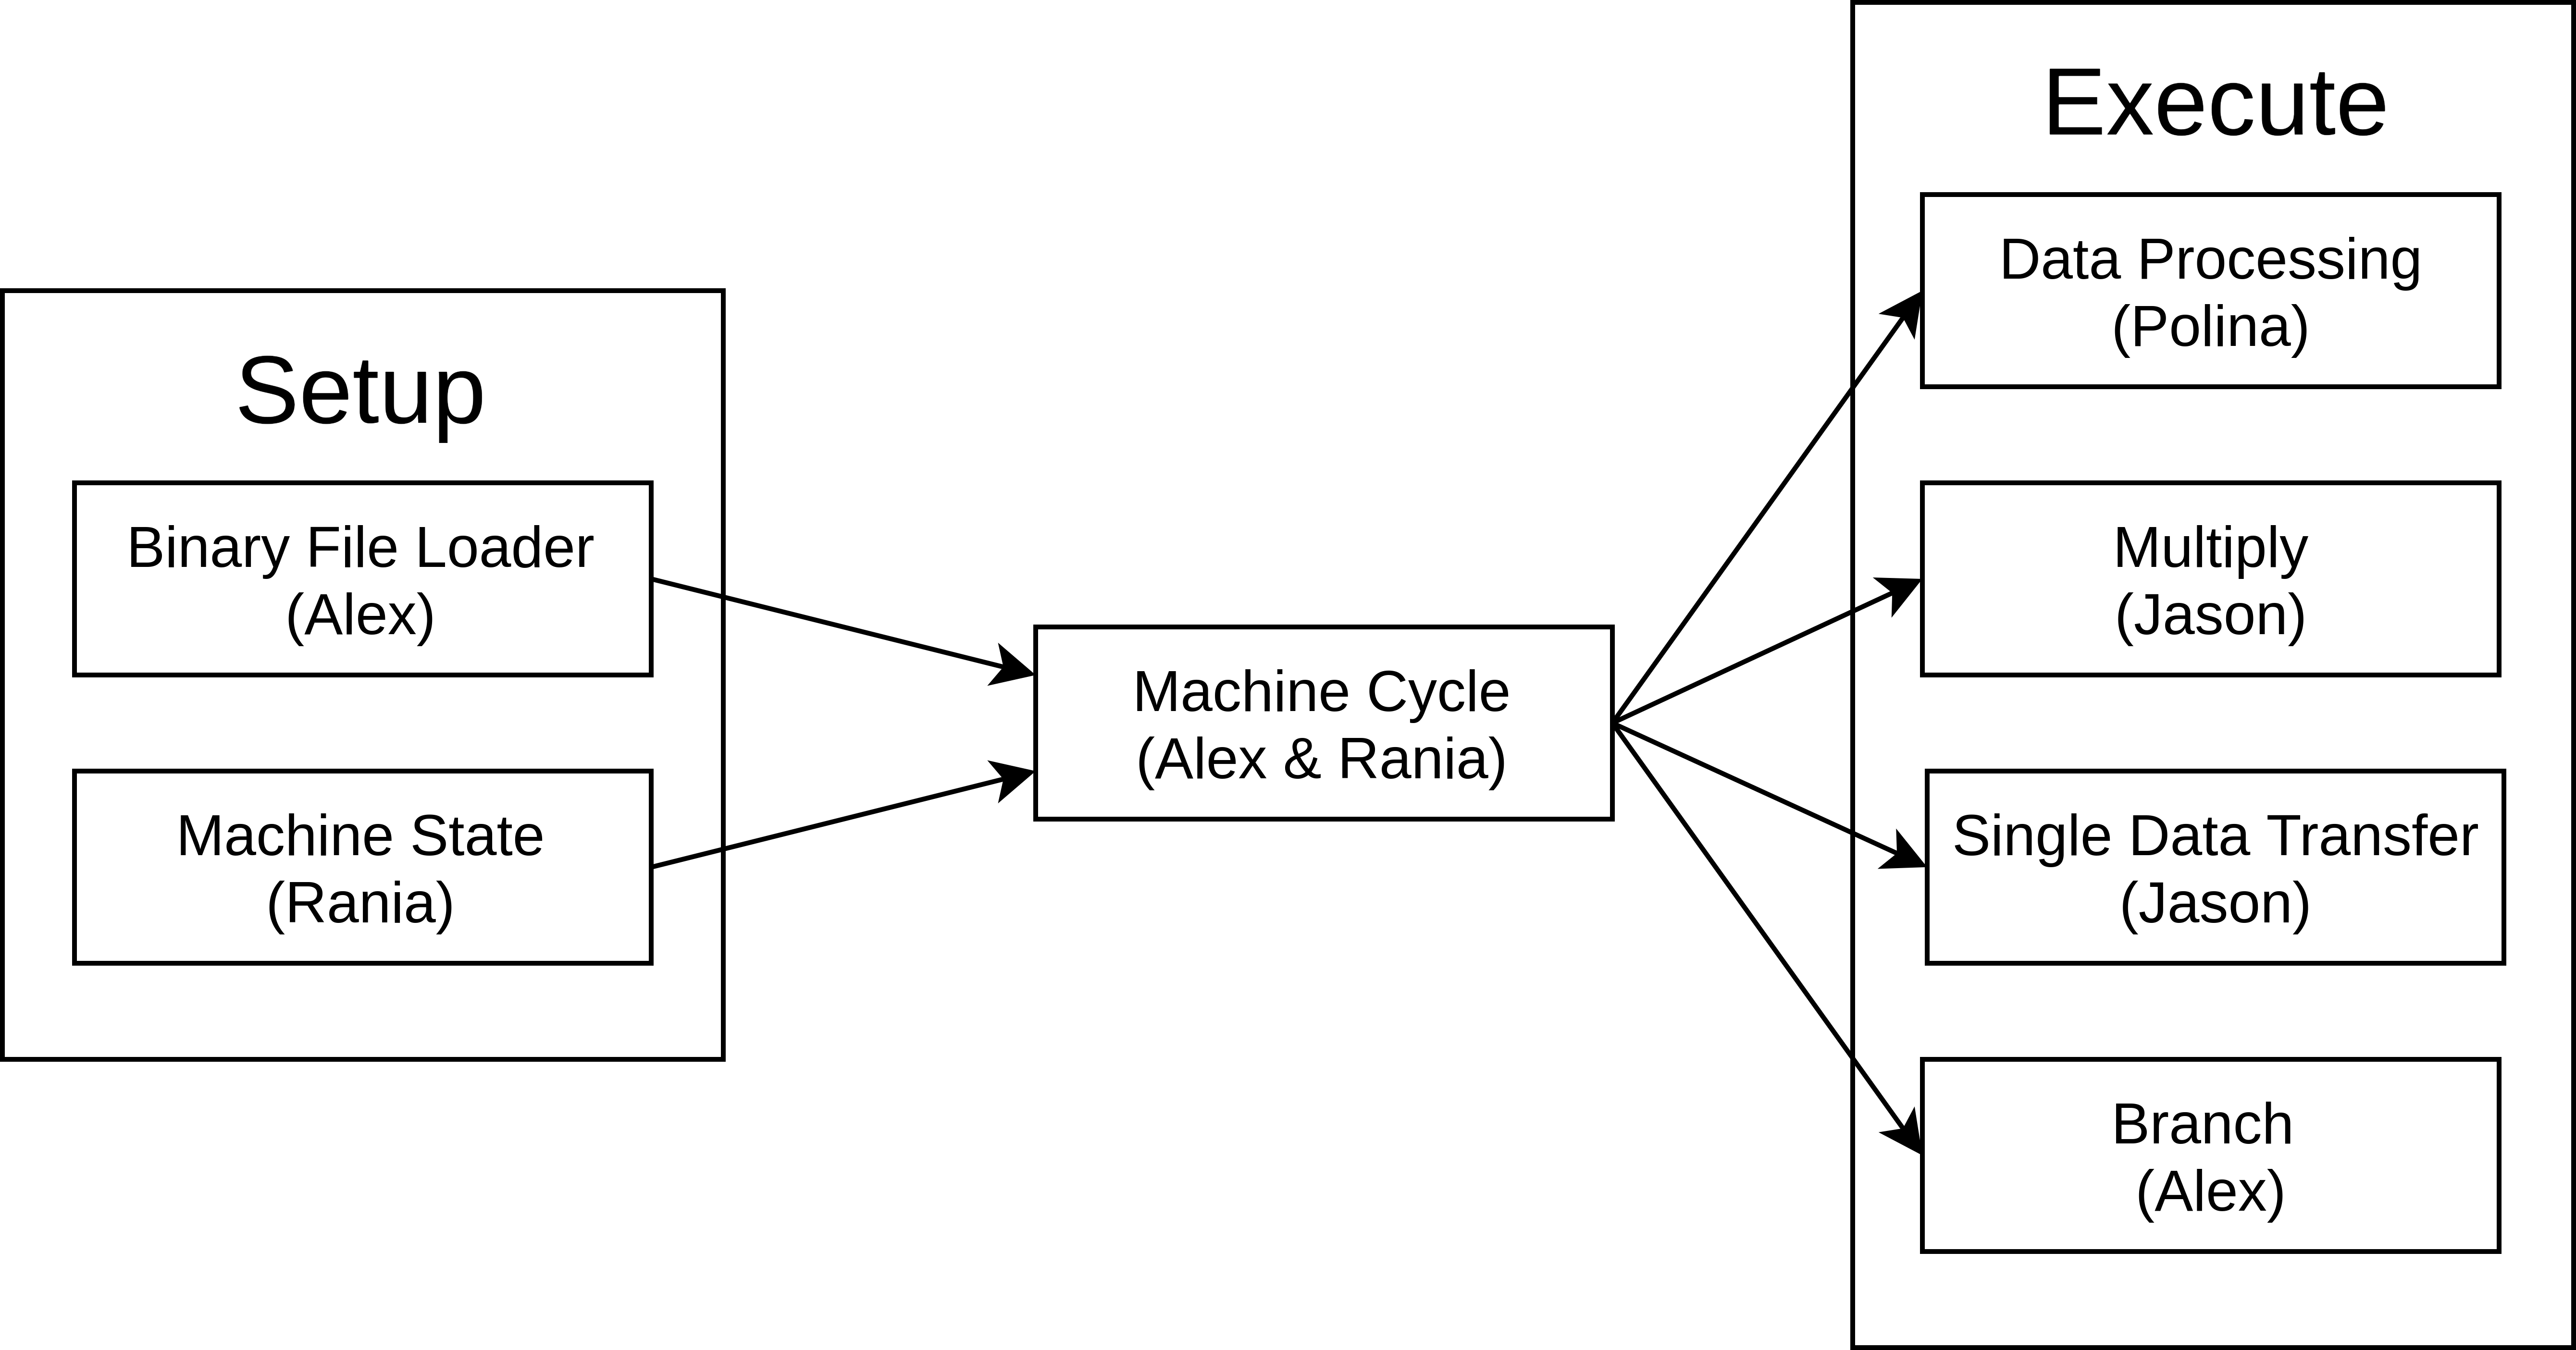 Setup
Binary File Loader
(Alex)
Machine State
(Rania)
Machine Cycle
(Alex & Rania)
Execute
Data Processing
(Polina)
Multiply
(Jason)
Single Data Transfer
(Jason)
Branch
(Alex)